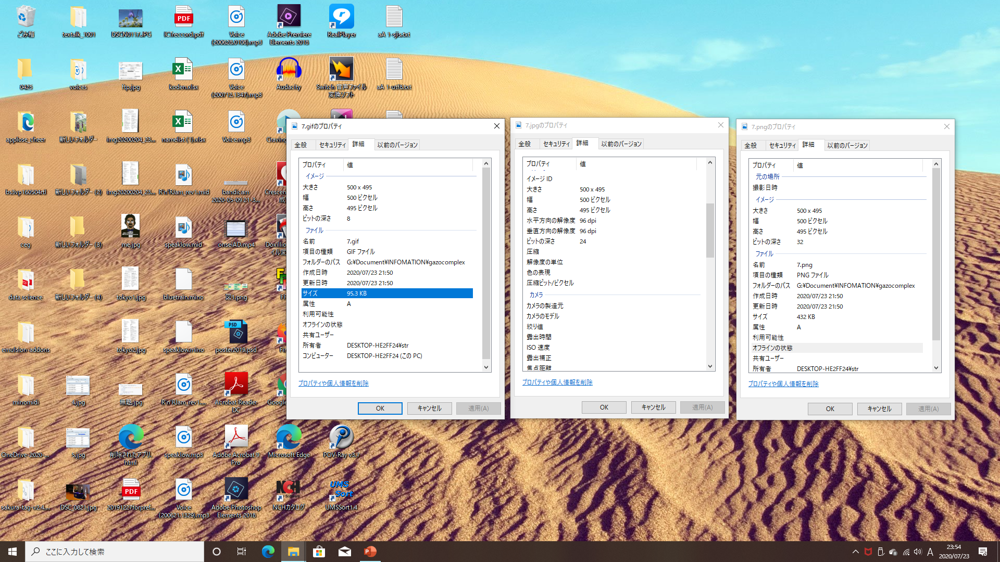 ごみ箱
textalk_1001
DSCN0117.JPG
ICTreccord.pdf
Voice
(200628.0108).mp3
Adobe Premiere
Elements 2018
RealPlayer
aA 1-sjis.txt
0425
voices
ftp.jpg
koden.xlsx
Voice
(200712.1347).mp3
Audacity
Switch 音声ファイル
変換ソフト
aA 1-utf8.txt
applose_cheer
新しいフォルダー
img20200204_23...
namelist (1).xlsx
Voice.mp3
bs3vp160504rtl
新しいフォルダー (2)
img20200204_23...
R'n'RJam_rev1.mid
bandicam
2020-05-09 21-3...
ceg
新しいフォルダー (3)
me.jpg
speaklow.mid
onseiAD.mp4
data science
新しいフォルダー (4)
tokyo1.jpg
bluetrain.mino
図1.png
emulsion-addons
tokyo2.jpg
speaklow.mino
poster2019.psd
minomidi
4.jpg
無題.jpg
R'n'RJam_rev1....
Acrobat Reader
DC
OneDrive-2020-...
5.jpg
削除されたアプリ.
html
speaklow.mp3
Adobe Acrobat 9
Pro
Microsoft Edge
POV-Ray v3.7
sakura-tag-v2.4....
DSC_0821.jpg
20191227forpref...
Voice
(200621.1329).mp3
Adobe Photoshop
Elements 2018
NCHカタログ
UMSSort1.4
7.gifのプロパティ
全般 セキュリティ 詳細 以前のバージョン
プロパティ 値
イメージ
大きさ 500 x 495
幅 500 ピクセル
高さ 495 ピクセル
ビットの深さ 8
ファイル
名前 7.gif
項目の種類 GIF ファイル
フォルダーのパス G:¥Document¥INFOMATION¥gazocomplex
作成日時 2020/07/23 21:50
更新日時 2020/07/23 21:50
サイズ 95.3 KB
属性 A
利用可能性
オフラインの状態
共有ユーザー
所有者 DESKTOP-HE2FF24¥str
コンピューター DESKTOP-HE2FF24 (この PC)
プロパティや個人情報を削除
OK キャンセル 適用(A)
7.jpgのプロパティ
全般 セキュリティ 詳細 以前のバージョン
プロパティ 値
イメージ ID
大きさ 500 x 495
幅 500 ピクセル
高さ 495 ピクセル
水平方向の解像度 96 dpi
垂直方向の解像度 96 dpi
ビットの深さ 24
圧縮
解像度の単位
色の表現
圧縮ビット/ピクセル
カメラ
カメラの製造元
カメラのモデル
絞り値
露出時間
ISO 速度
露出補正
焦点距離
プロパティや個人情報を削除
OK キャンセル 適用(A)
7.pngのプロパティ
全般 セキュリティ 詳細 以前のバージョン
プロパティ 値
元の場所
撮影日時
イメージ
大きさ 500 x 495
幅 500 ピクセル
高さ 495 ピクセル
ビットの深さ 32
ファイル
名前 7.png
項目の種類 PNG ファイル
フォルダーのパス G:¥Document¥INFOMATION¥gazocomplex
作成日時 2020/07/23 21:50
更新日時 2020/07/23 21:50
サイズ 432 KB
属性 A
利用可能性
オフラインの状態
共有ユーザー
所有者 DESKTOP-HE2FF24¥str
プロパティや個人情報を削除
OK キャンセル 適用(A)
ここに入力して検索
A
23:54
2020/07/23